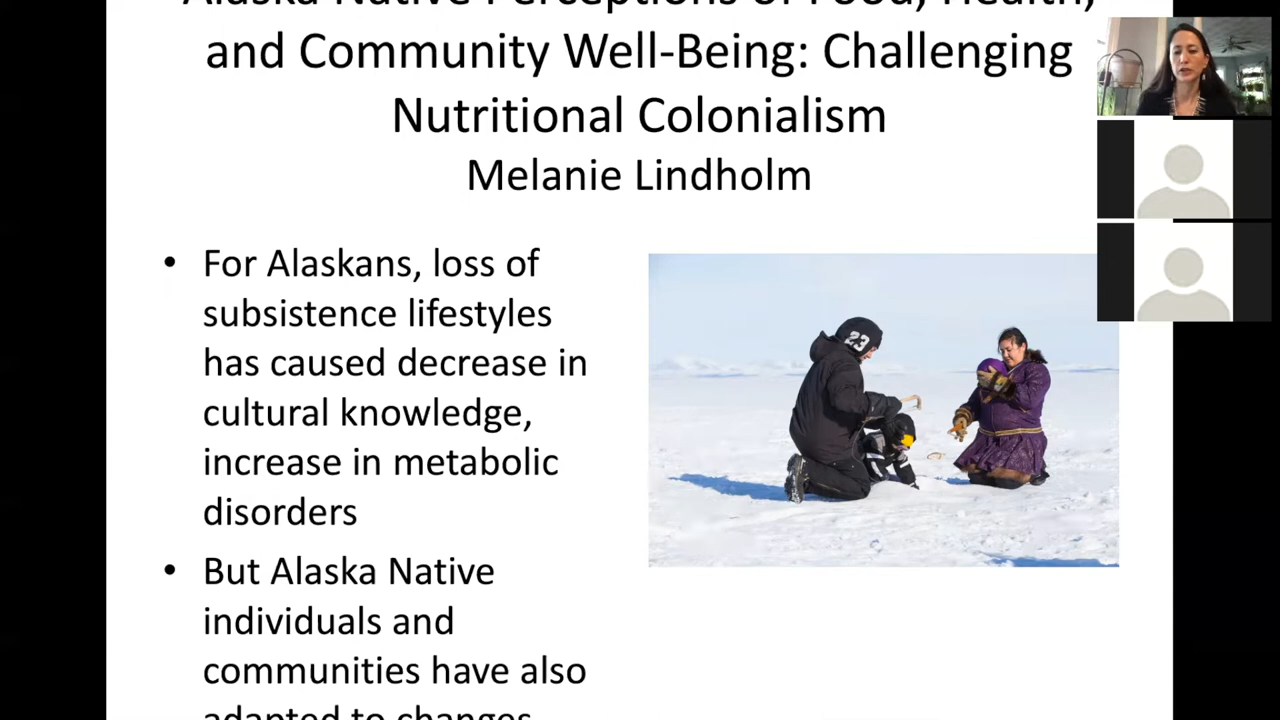 Alaska Native Perceptions of Food, Health,
and Community Well-Being: Challenging
Nutritional Colonialism
Melanie Lindholm
• For Alaskans, loss of
subsistence lifestyles
has caused decrease in
cultural knowledge,
increase in metabolic
disorders
• But Alaska Native
individuals and
communities have also
adapted to changes
23